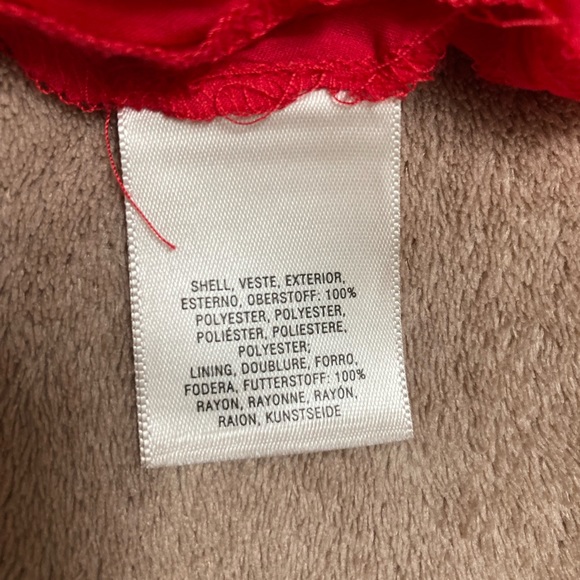 SHELL, VESTE, EXTERIOR,
ESTERNO, OBERSTOFF: 100%
POLYESTER, POLYESTER,
POLIÉSTER, POLIESTERE,
POLYESTER;
LINING, DOUBLURE, FORRO,
FODERA, FUTTERSTOFF: 100%
RAYON, RAYONNE, RAYÓN,
RAION, KUNSTSEIDE